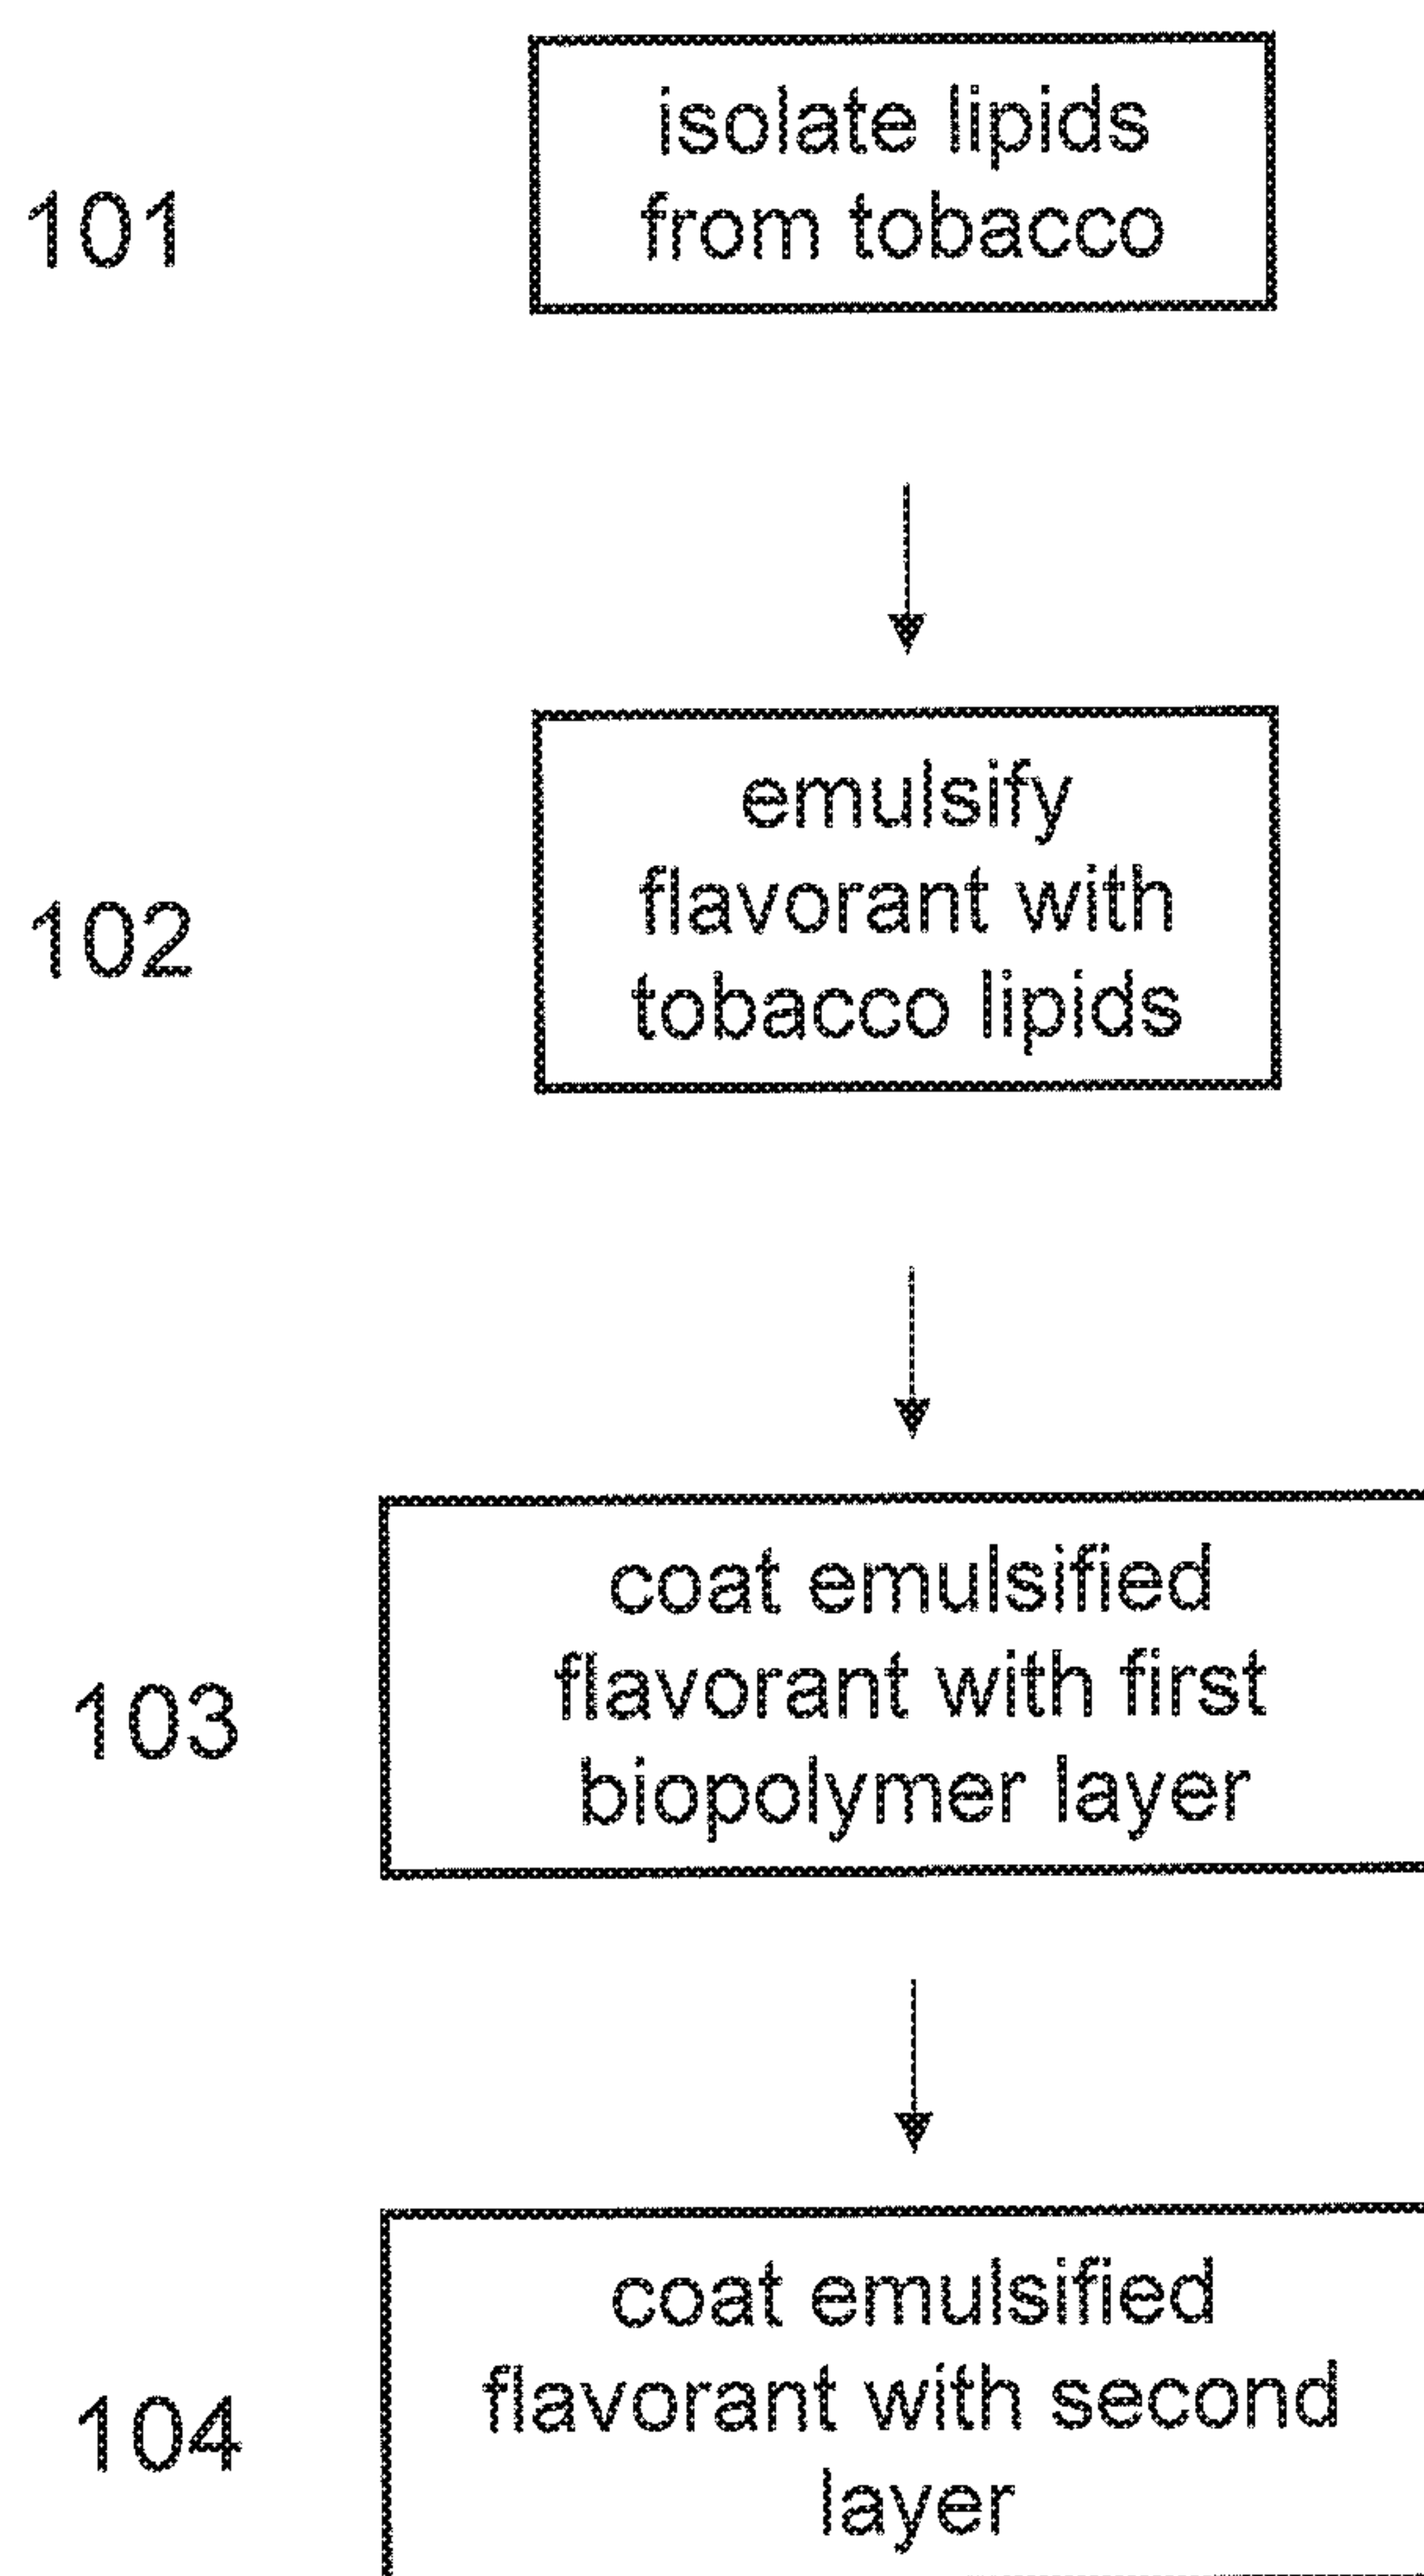 101
isolate lipids
from tobacco
102
emulsify
flavorant with
tobacco lipids
103
coat emulsified
flavorant with first
biopolymer layer
104
coat emulsified
flavorant with second
layer